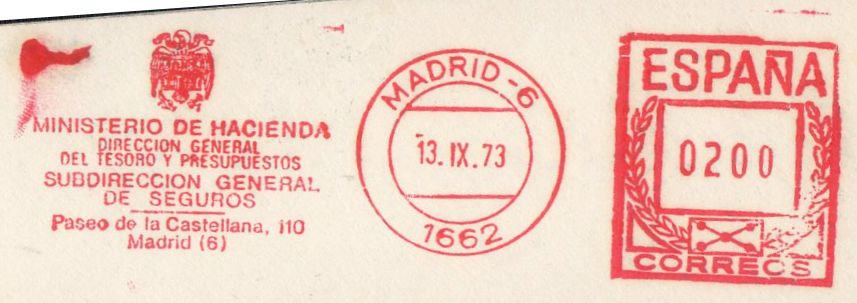 MINISTERIO DE HACIENDA
DIRECCION GENERAL
DEL TESORO Y PRESUPUESTOS
SUBDIRECCION GENERAL
DE SEGUROS
Paseo de la Castellana, 110
Madrid (6)
MADRID-6
13. IX. 73
1662
ESPAÑA
0200
CORREOS